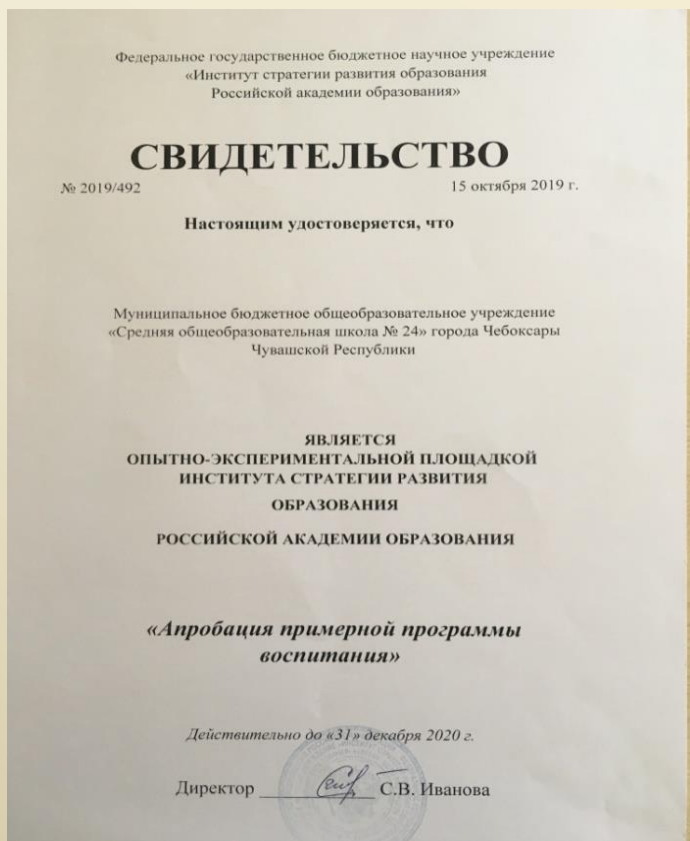 Федеральное государственное бюджетное научное учреждение
«Институт стратегии развития образования
Российской академии образования»
СВИДЕТЕЛЬСТВО
№ 2019/492
15 октября 2019 г.
Настоящим удостоверяется, что
Муниципальное бюджетное общеобразовательное учреждение
«Средняя общеобразовательная школа № 24» города Чебоксары
Чувашской Республики
ЯВЛЯЕТСЯ
ОПЫТНО-ЭКСПЕРИМЕНТАЛЬНОЙ ПЛОЩАДКОЙ
ИНСТИТУТА СТРАТЕГИИ РАЗВИТИЯ
ОБРАЗОВАНИЯ
РОССИЙСКОЙ АКАДЕМИИ ОБРАЗОВАНИЯ
«Апробация примерной программы
воспитания»
Действительно до «31» декабря 2020 г.
Директор С.В. Иванова